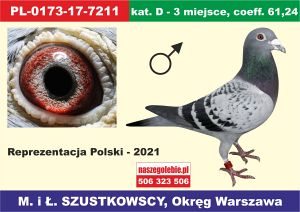 PL-0173-17-7211
kat. D - 3 miejsce, coeff. 61,24
Reprezentacja Polski - 2021
naszegolebie.pl
506 323 506
M. i Ł. SZUSTKOWSCY, Okręg Warszawa